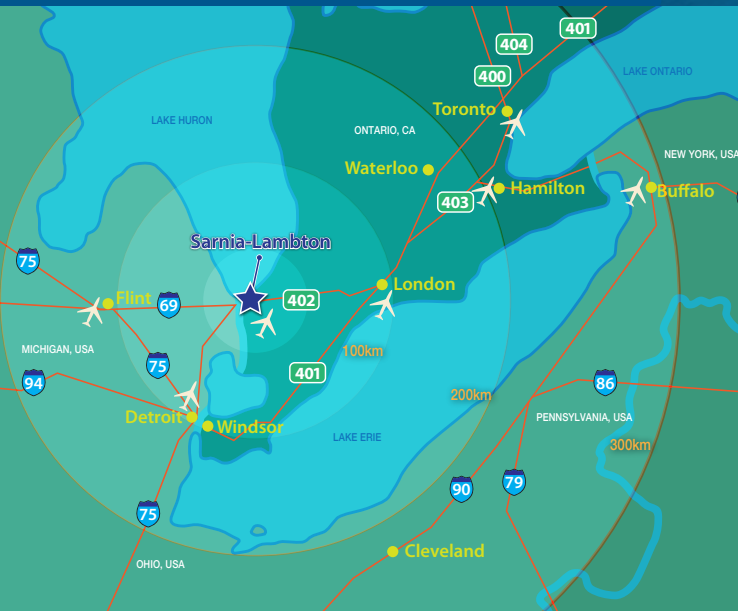 401
404
400
LAKE ONTARIO
Toronto
LAKE HURON
ONTARIO, CA
NEW YORK, USA
Waterloo
Hamilton
Buffalo
403
Sarnia-Lambton
75
London
Flint
69
402
100km
MICHIGAN, USA
75
401
94
86
200km
Detroit
Windsor
PENNSYLVANIA, USA
LAKE ERIE
300km
90
79
75
Cleveland
OHIO, USA